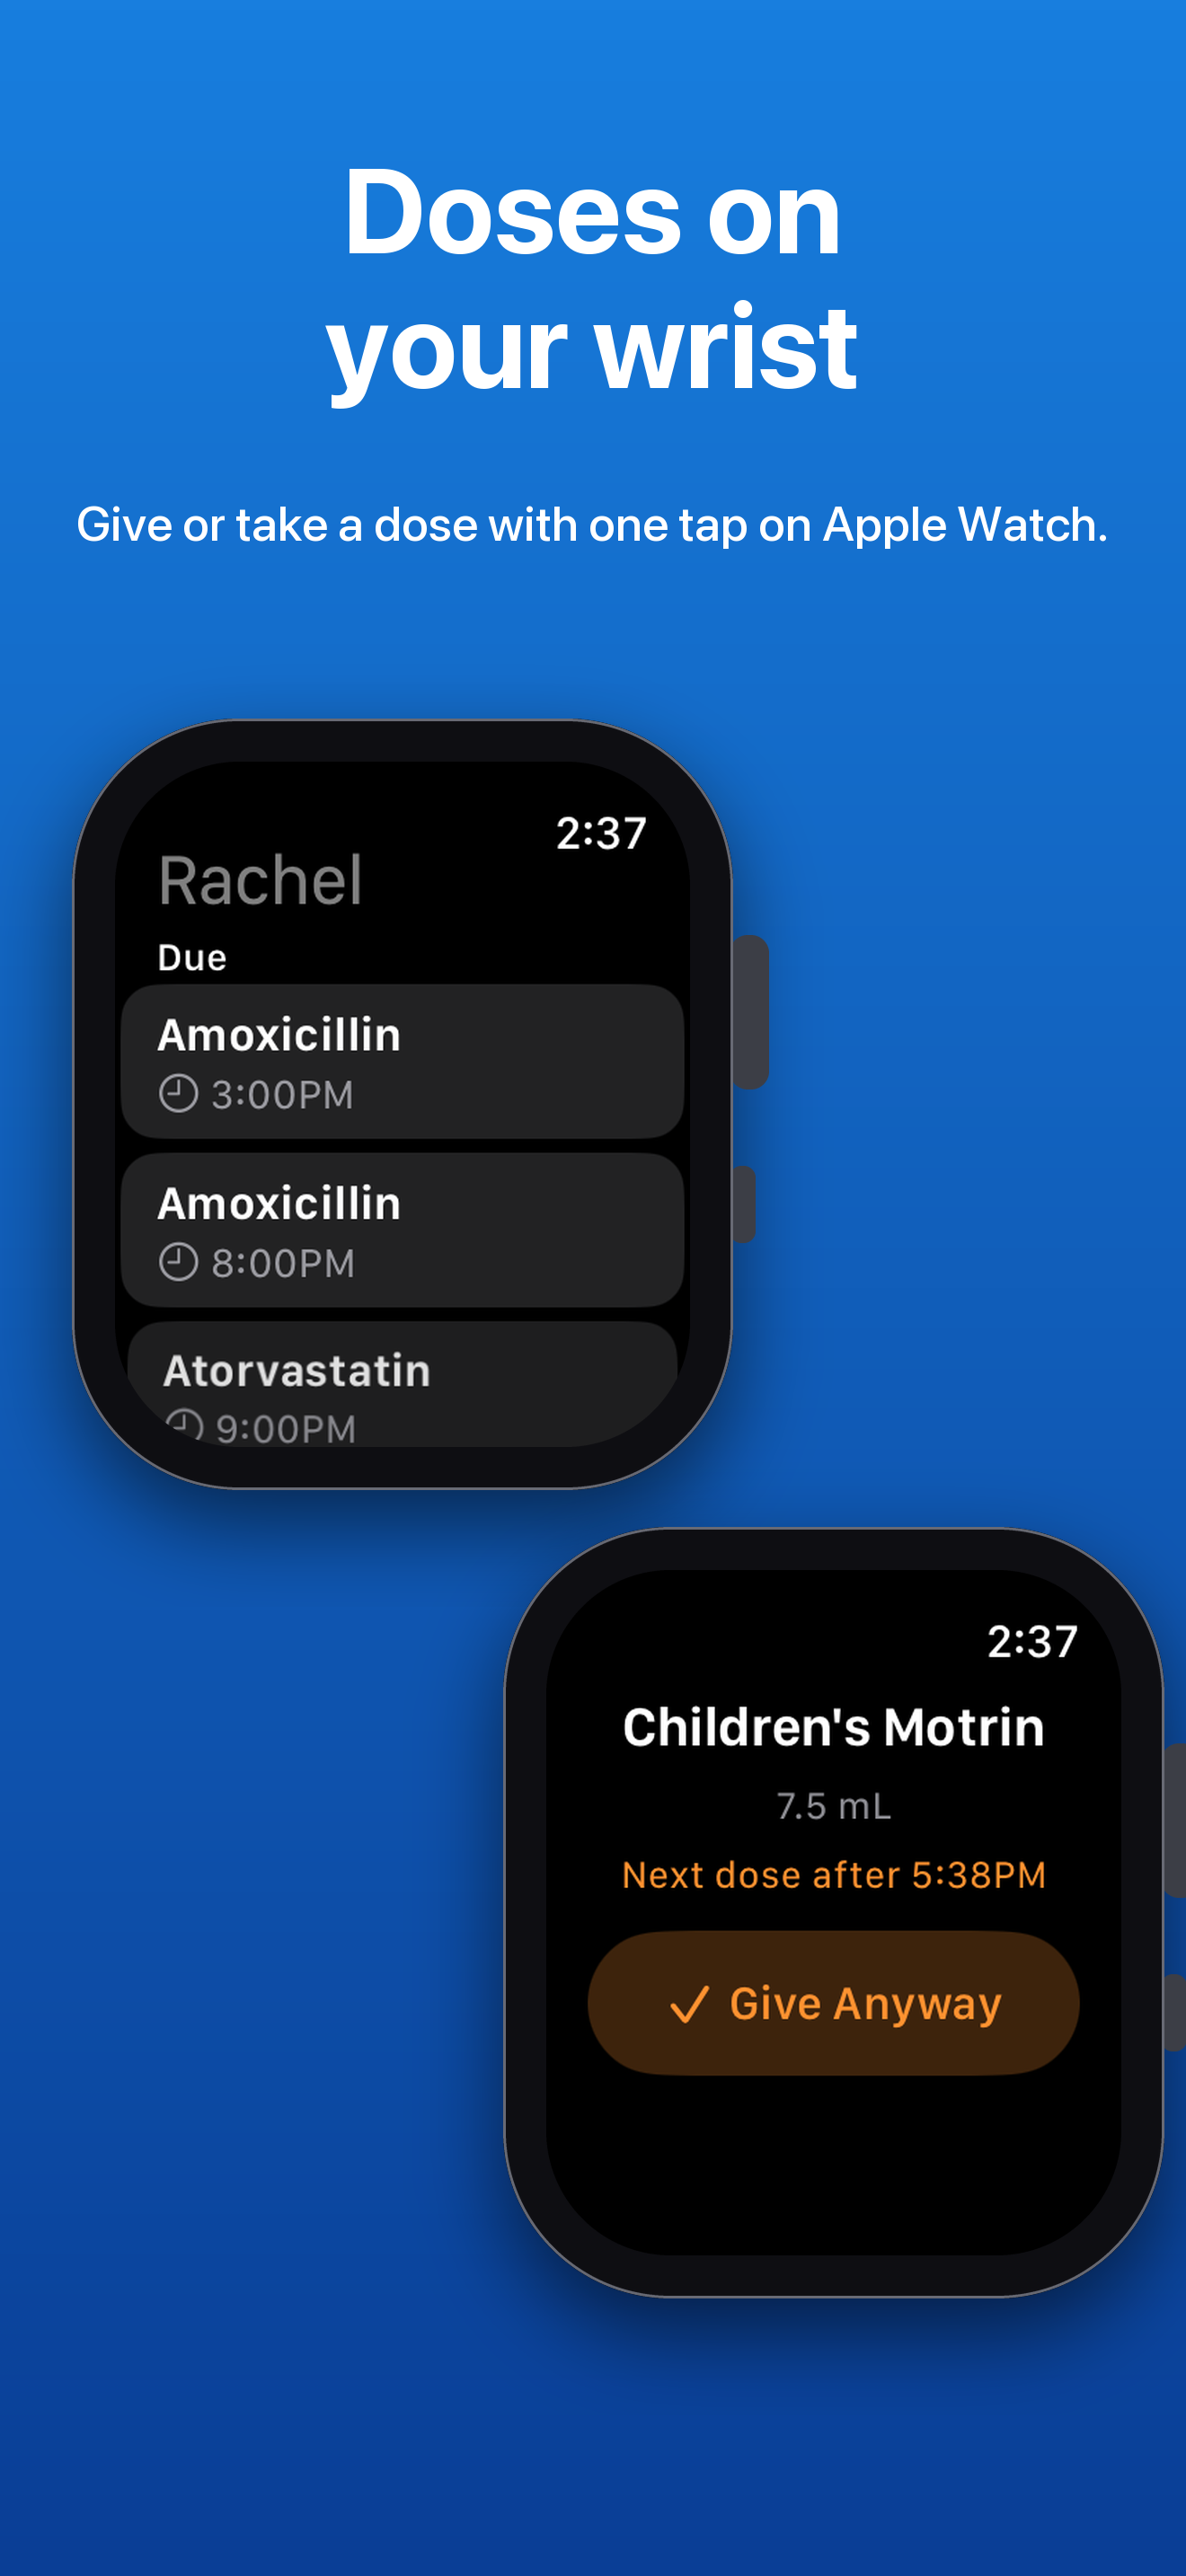 Doses on
your wrist
Give or take a dose with one tap on Apple Watch.
2:37
Rachel
Due
Amoxicillin
3:00PM
Amoxicillin
8:00PM
Atorvastatin
9:00PM
2:37
Children's Motrin
7.5 mL
Next dose after 5:38PM
Give Anyway